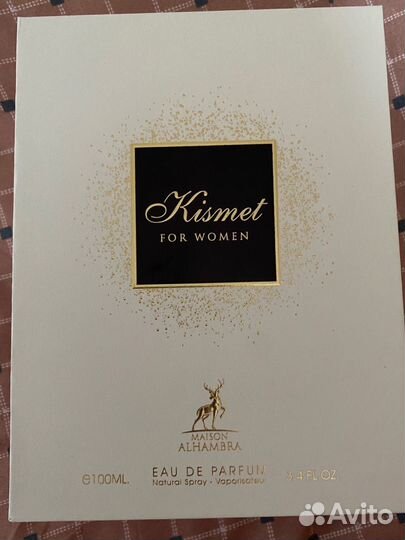 Kismet
FOR WOMEN
MAISON
ALHAMBRA
℮100ML.
EAU DE PARFUM
Natural Spray - Vaporisateur
3.4 FL OZ.
Avito